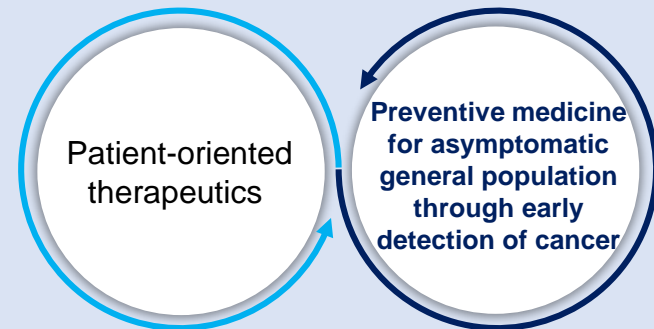 Patient-oriented
therapeutics
Preventive medicine
for asymptomatic
general population
through early
detection of cancer